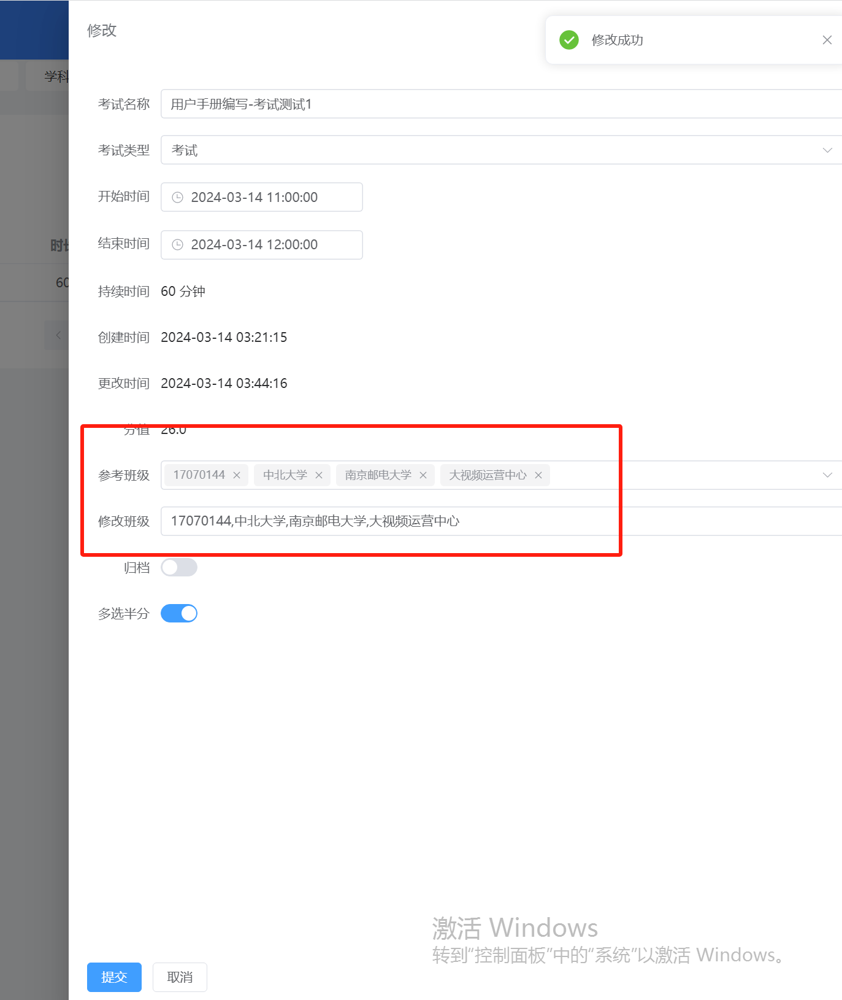 修改
修改成功
学科
考试名称 用户手册编写-考试测试1
考试类型 考试
开始时间 2024-03-14 11:00:00
结束时间 2024-03-14 12:00:00
时长
持续时间 60 分钟
60
创建时间 2024-03-14 03:21:15
更改时间 2024-03-14 03:44:16
分值 26.0
参考班级 17070144 中北大学 南京邮电大学 大视频运营中心
修改班级 17070144,中北大学,南京邮电大学,大视频运营中心
归档
多选半分
激活 Windows
转到“控制面板”中的“系统”以激活 Windows。
提交 取消